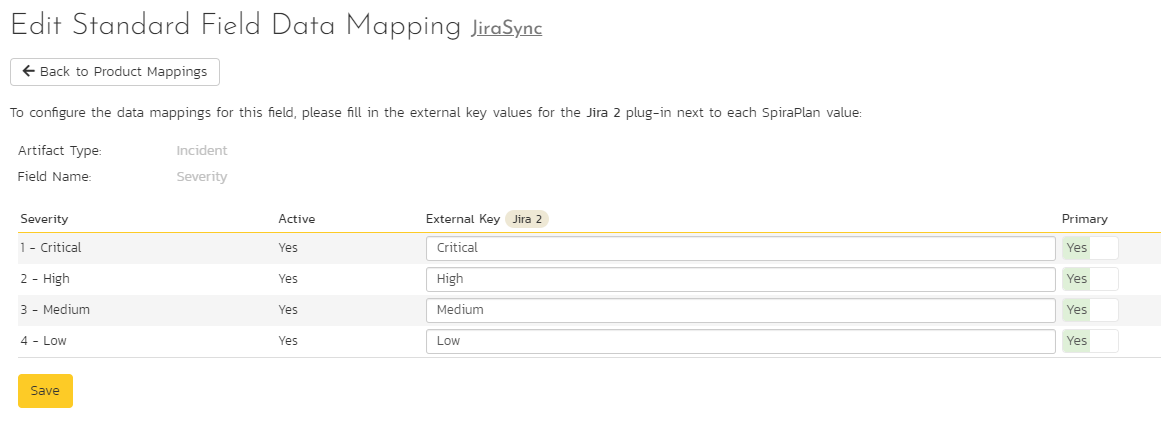 Edit Standard Field Data Mapping JiraSync
← Back to Product Mappings
To configure the data mappings for this field, please fill in the external key values for the Jira 2 plug-in next to each SpiraPlan value:
Artifact Type: Incident
Field Name: Severity
Severity Active External Key Jira 2 Primary
1 - Critical Yes Critical Yes
2 - High Yes High Yes
3 - Medium Yes Medium Yes
4 - Low Yes Low Yes
Save